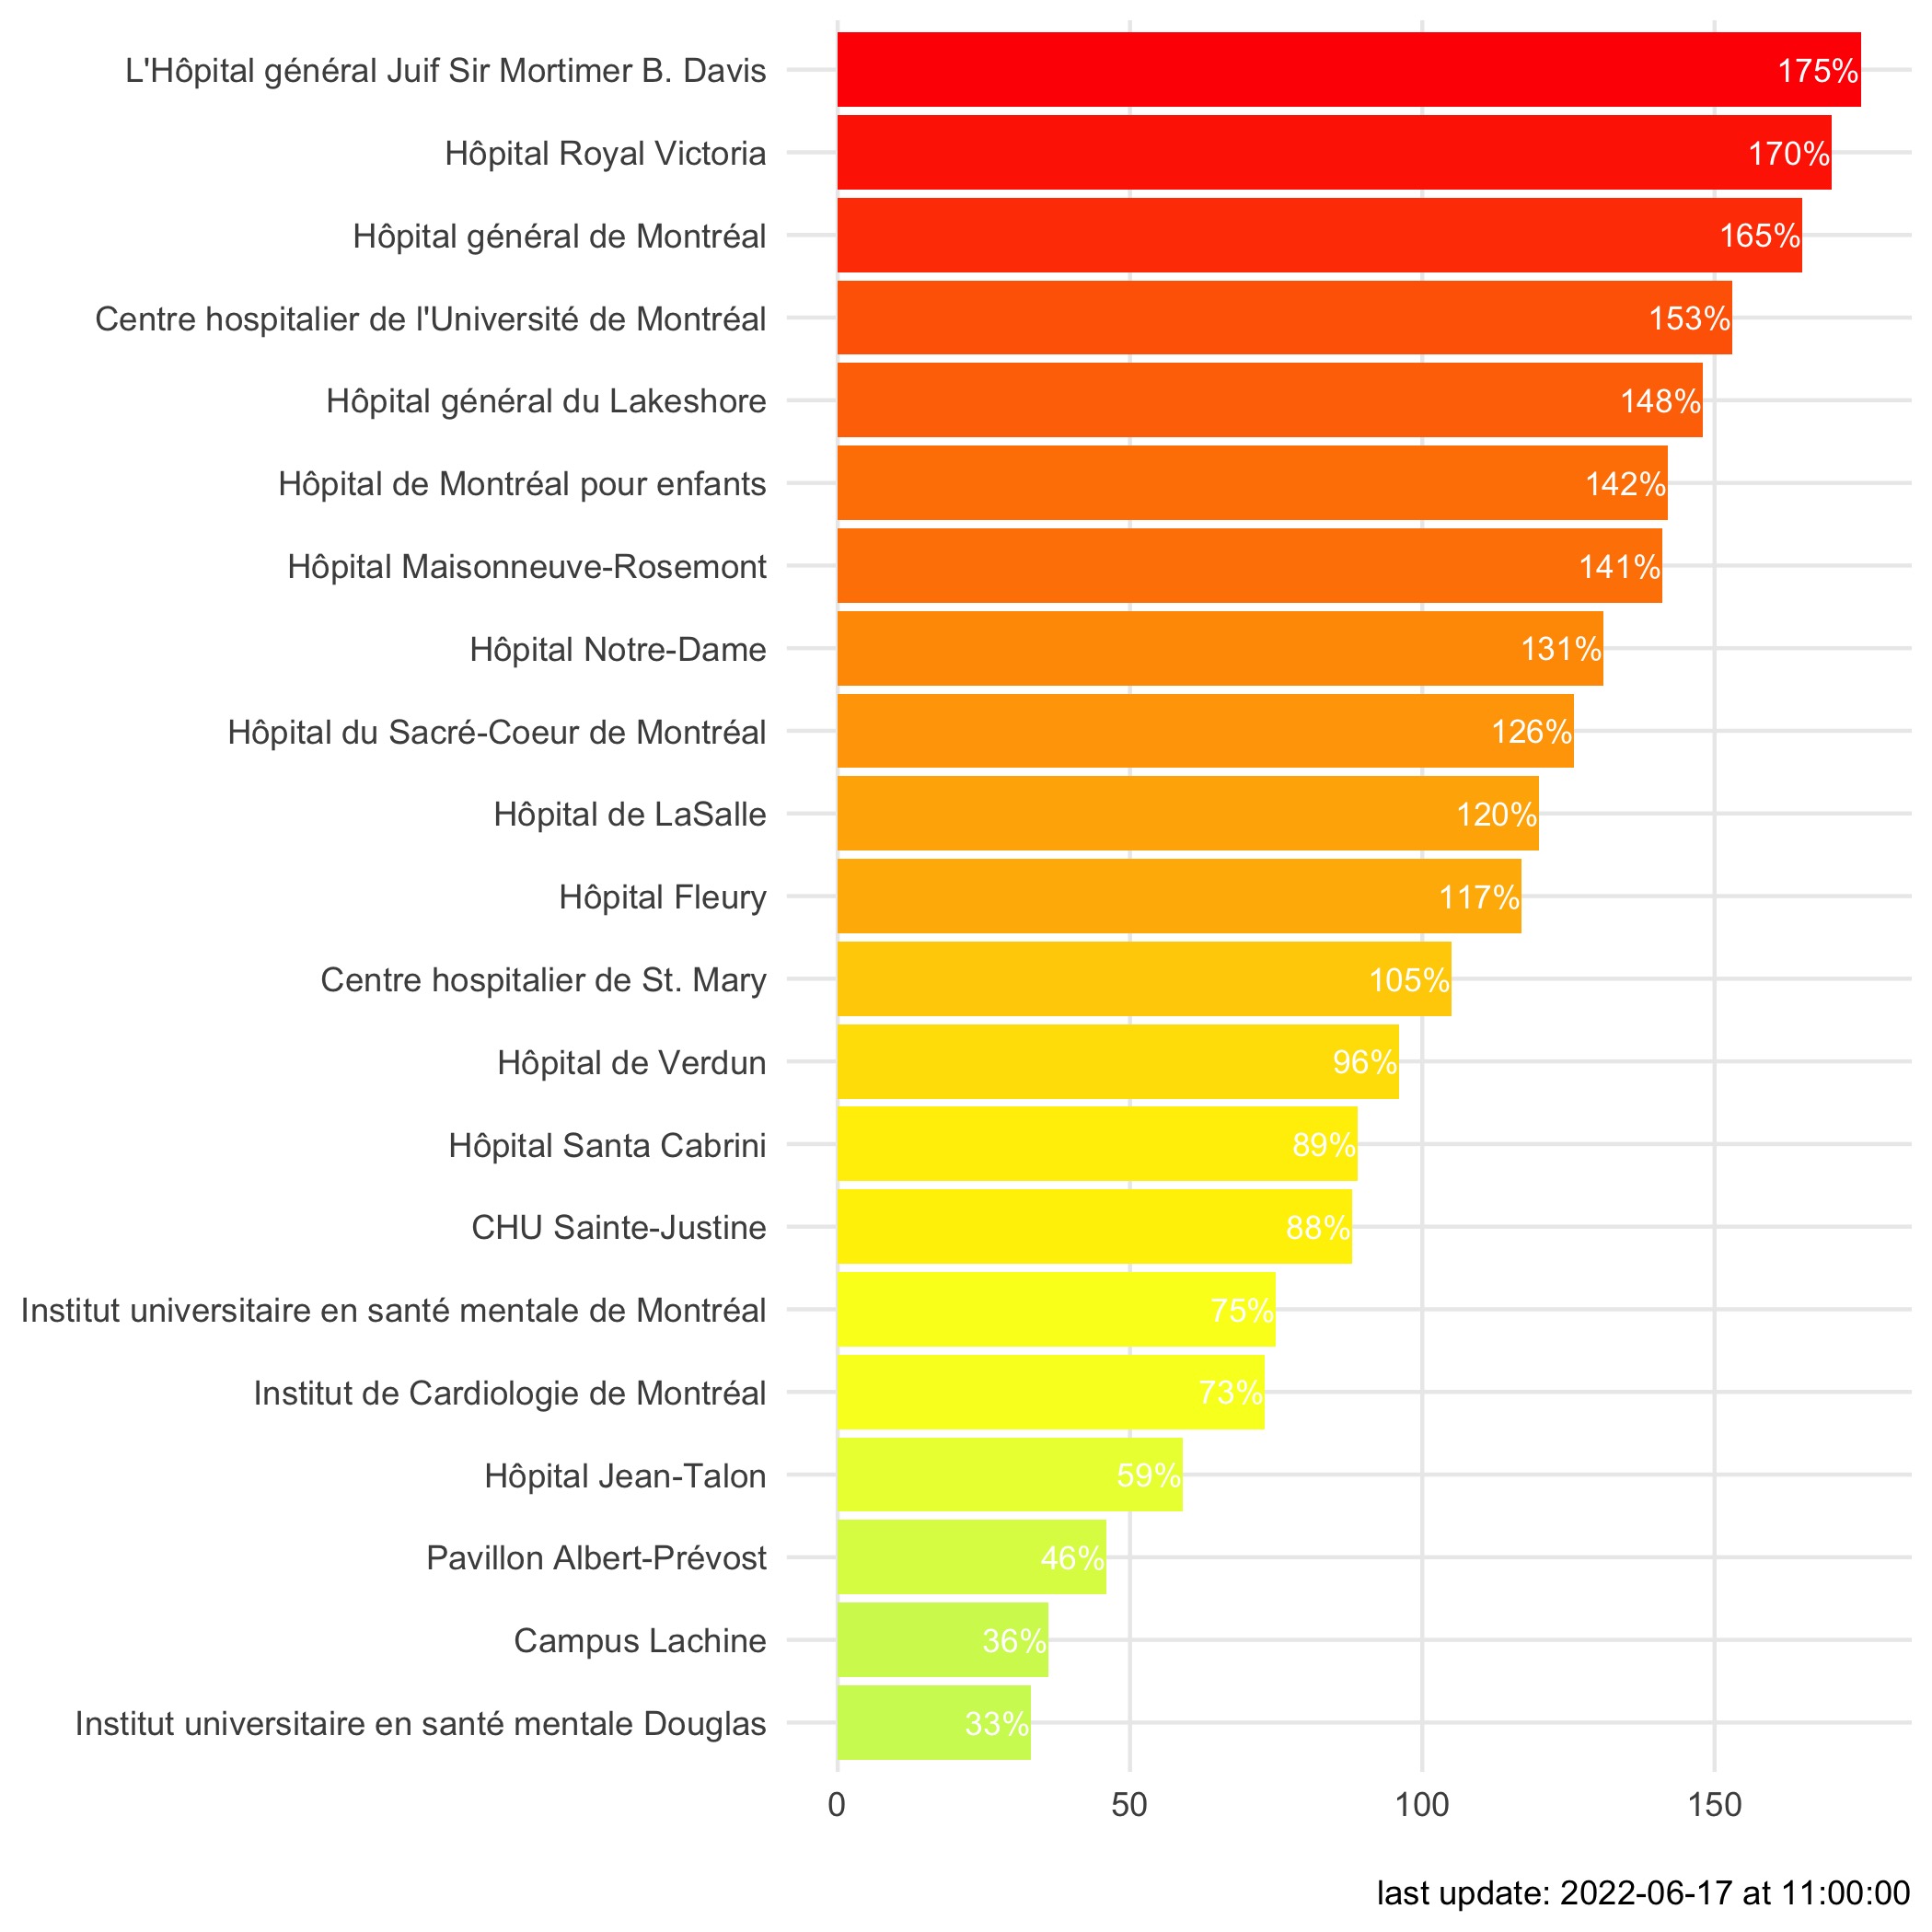 L'Hôpital général Juif Sir Mortimer B. Davis 175%
Hôpital Royal Victoria 170%
Hôpital général de Montréal 165%
Centre hospitalier de l'Université de Montréal 153%
Hôpital général du Lakeshore 148%
Hôpital de Montréal pour enfants 142%
Hôpital Maisonneuve-Rosemont 141%
Hôpital Notre-Dame 131%
Hôpital du Sacré-Coeur de Montréal 126%
Hôpital de LaSalle 120%
Hôpital Fleury 117%
Centre hospitalier de St. Mary 105%
Hôpital de Verdun 96%
Hôpital Santa Cabrini 89%
CHU Sainte-Justine 88%
Institut universitaire en santé mentale de Montréal 75%
Institut de Cardiologie de Montréal 73%
Hôpital Jean-Talon 59%
Pavillon Albert-Prévost 46%
Campus Lachine 36%
Institut universitaire en santé mentale Douglas 33%
0 50 100 150
last update: 2022-06-17 at 11:00:00